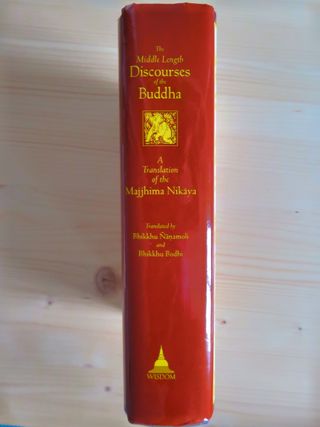 The
Middle Length
Discourses
of the
Buddha
A
Translation
of the
Majjhima Nikāya
Translated by
Bhikkhu Ñāṇamoli
and
Bhikkhu Bodhi
WISDOM